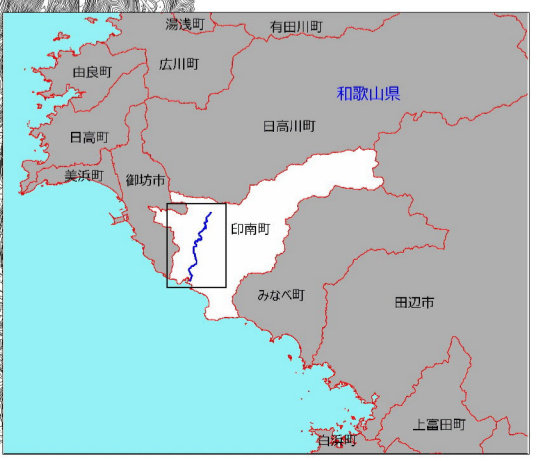 湯浅町
有田川町
由良町
広川町
和歌山県
日高川町
日高町
美浜町
御坊市
印南町
みなべ町
田辺市
上富田町
白浜町